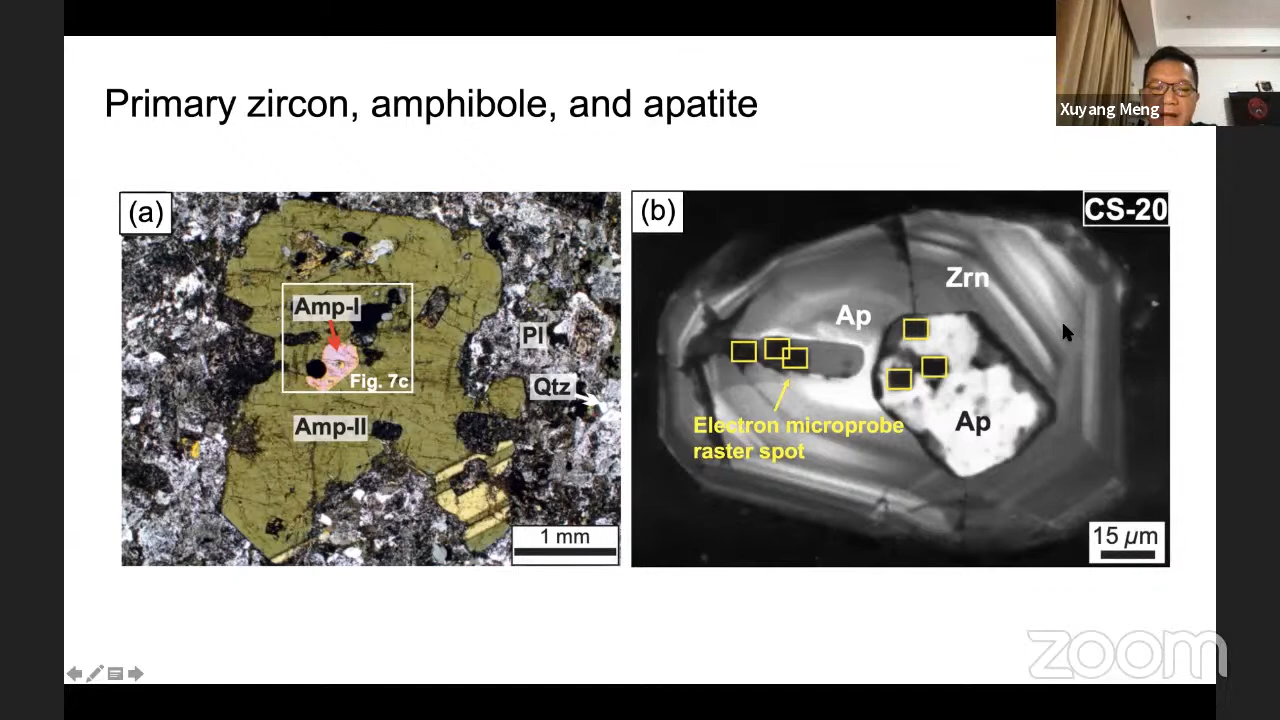 Primary zircon, amphibole, and apatite
Xuyang Meng
(a)
Amp-I
Fig. 7c
Amp-II
Pl
Qtz
1 mm
(b)
CS-20
Zrn
Ap
Ap
Electron microprobe
raster spot
15 µm
zoom